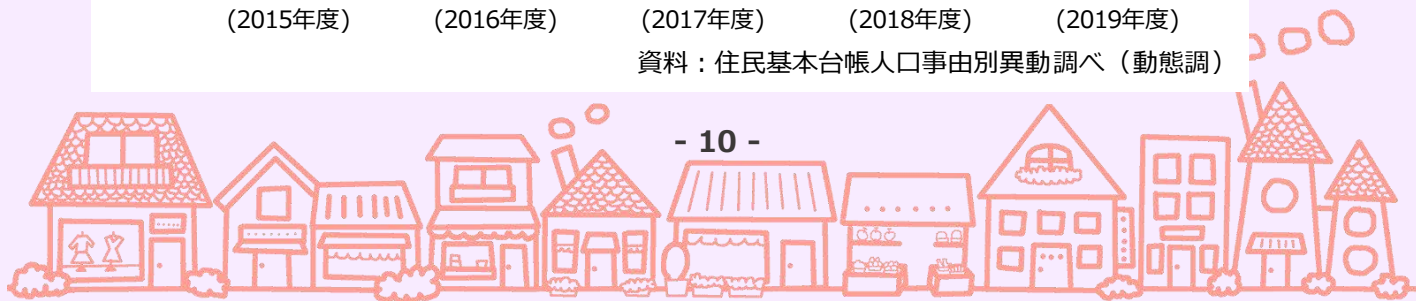 (2015年度) (2016年度) (2017年度) (2018年度) (2019年度)
資料：住民基本台帳人口事由別異動調べ（動態調）
- 10 -